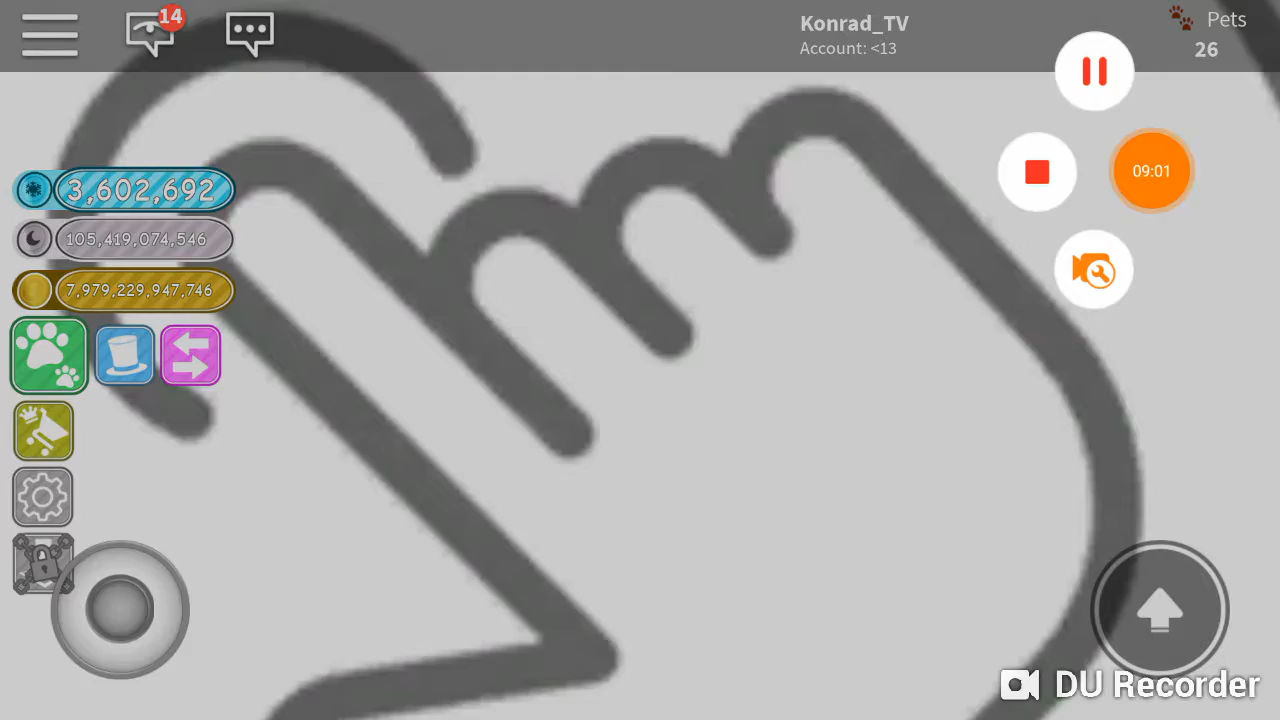 14
Konrad_TV
Account: <13
Pets
26
3,602,692
105,419,074,546
7,979,229,947,746
09:01
DU Recorder